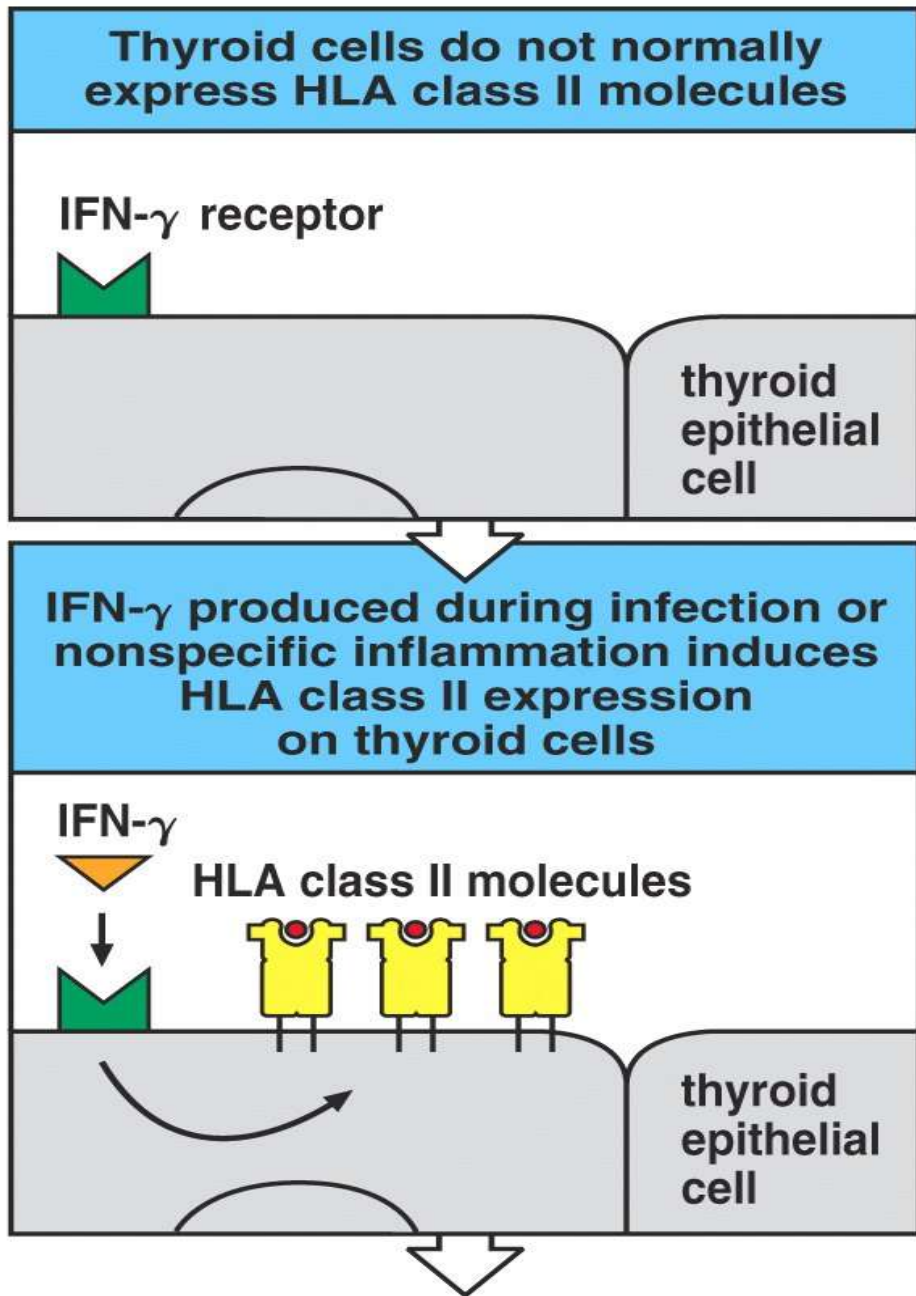 Thyroid cells do not normally
express HLA class II molecules
IFN-γ receptor
thyroid
epithelial
cell
IFN-γ produced during infection or
nonspecific inflammation induces
HLA class II expression
on thyroid cells
IFN-γ
HLA class II molecules
thyroid
epithelial
cell